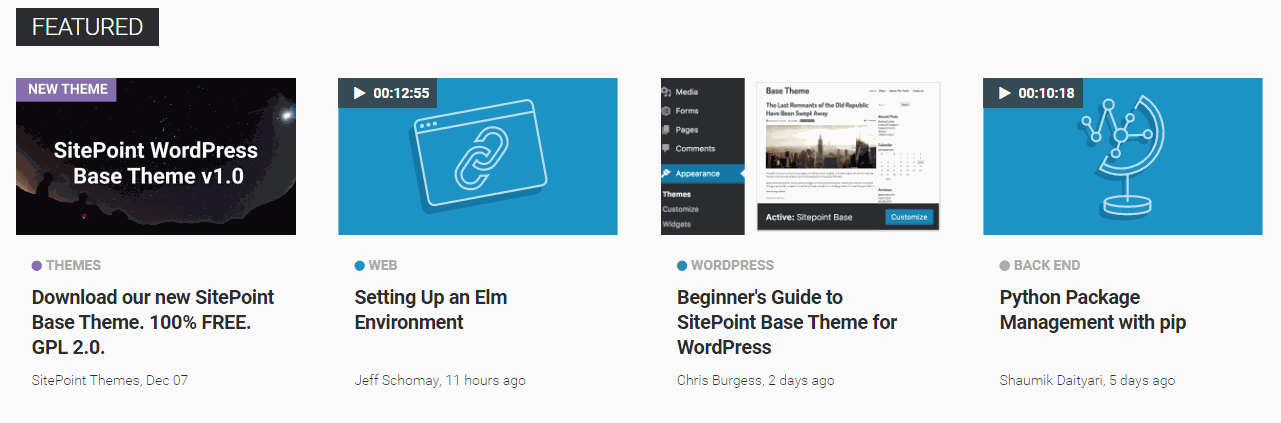 FEATURED
NEW THEME
SitePoint WordPress
Base Theme v1.0
THEMES
Download our new SitePoint
Base Theme. 100% FREE.
GPL 2.0.
SitePoint Themes, Dec 07
00:12:55
WEB
Setting Up an Elm
Environment
Jeff Schomay, 11 hours ago
Media
Forms
Pages
Comments
Appearance
Themes
Customize
Widgets
Base Theme
The Last Remnants of the Old Republic
Have Been Swept Away
Active: Sitepoint Base
Customize
WORDPRESS
Beginner's Guide to
SitePoint Base Theme for
WordPress
Chris Burgess, 2 days ago
00:10:18
BACK END
Python Package
Management with pip
Shaumik Daityari, 5 days ago